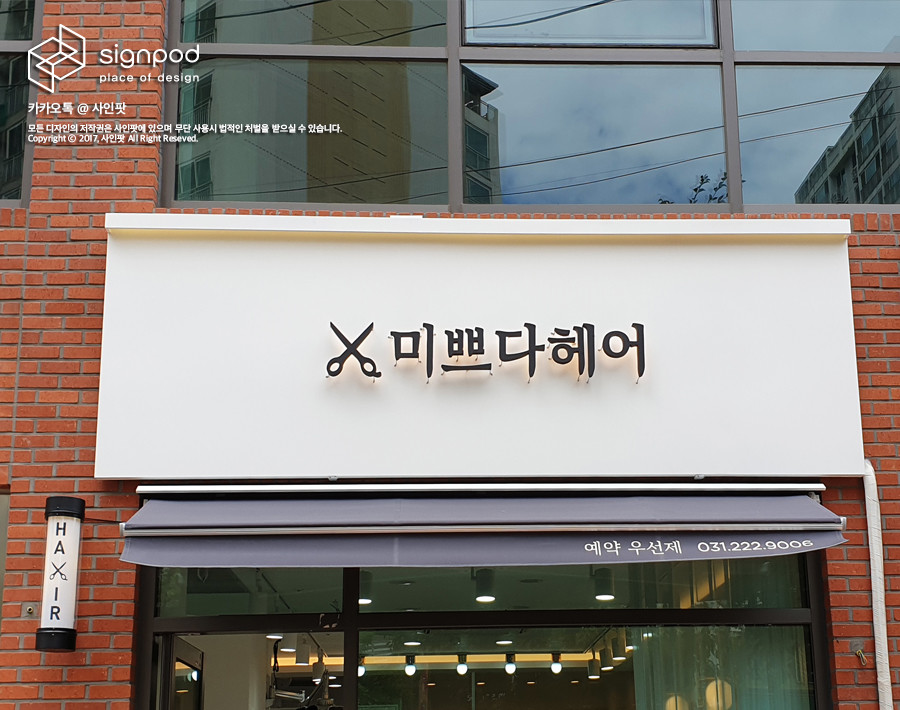 signpod
place of design
카카오톡 @ 사인팟
모든 디자인의 저작권은 사인팟에 있으며 무단 사용시 법적인 처벌을 받으실 수 있습니다.
Copyright ⓒ 2017. 사인팟 All Right Reseved.
미쁘다헤어
예약 우선제 031.222.9006
HA IR